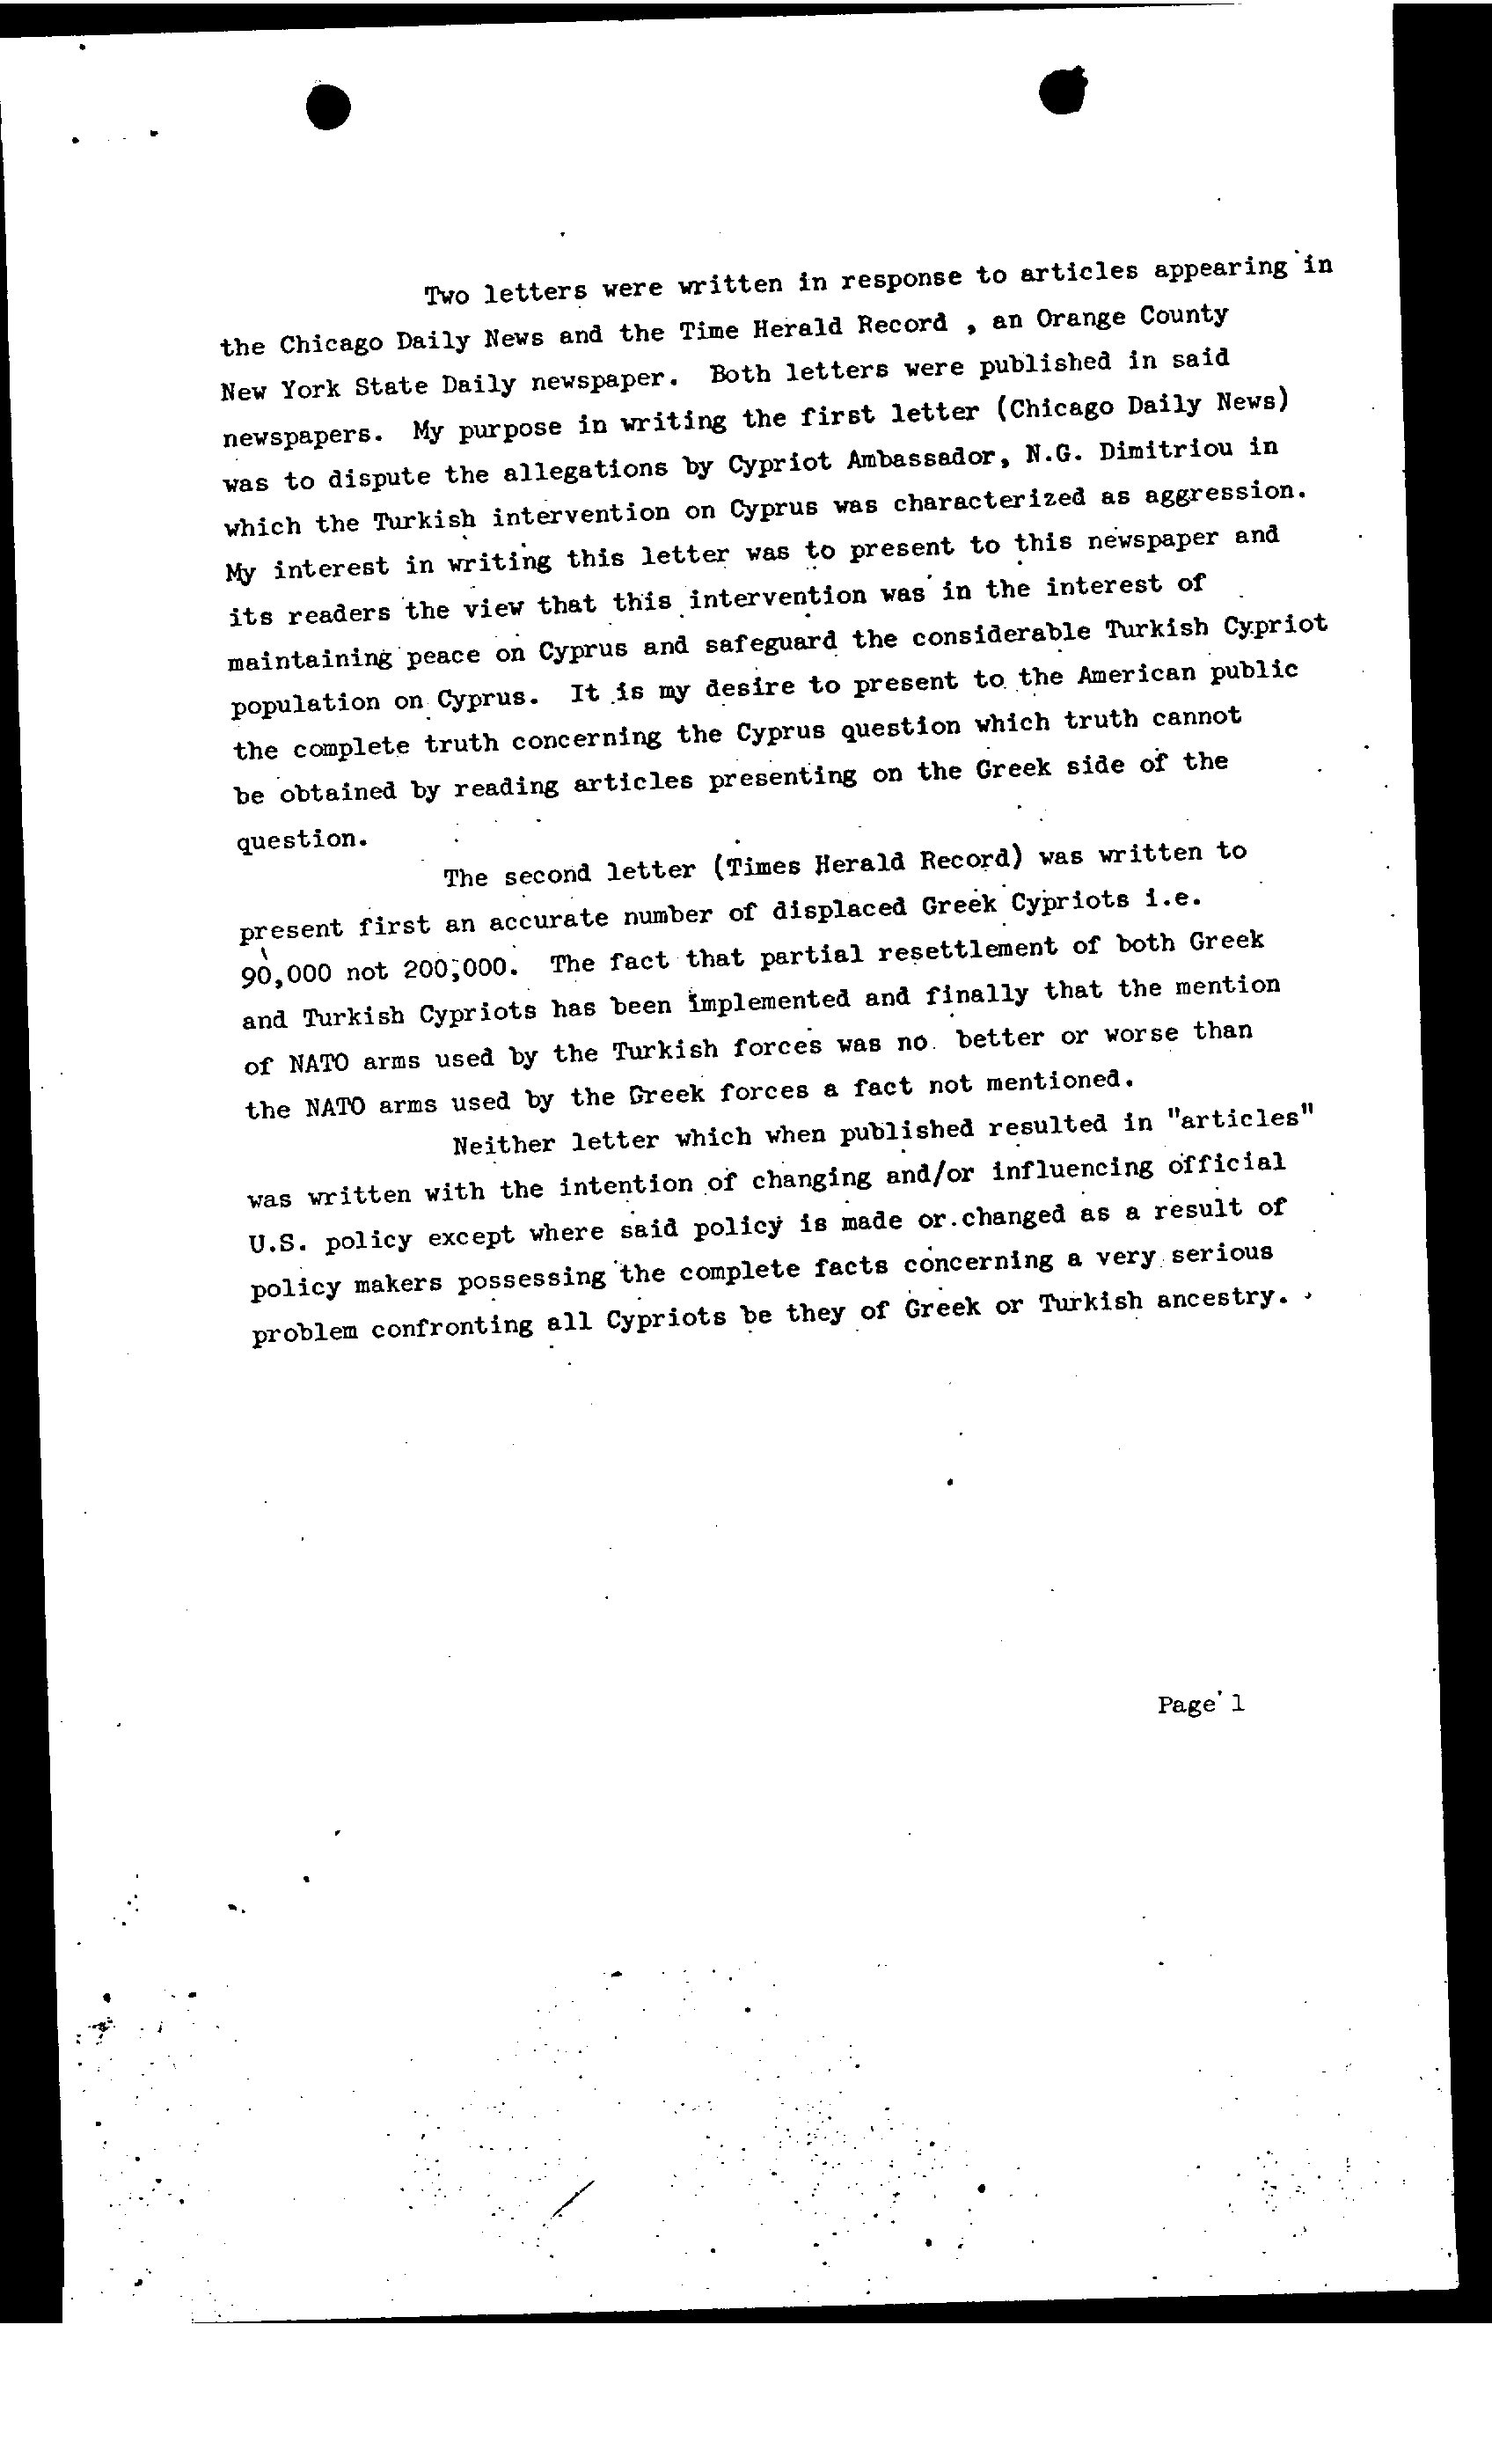 Two letters were written in response to articles appearing in
the Chicago Daily News and the Time Herald Record , an Orange County
New York State Daily newspaper. Both letters were published in said
newspapers. My purpose in writing the first letter (Chicago Daily News)
was to dispute the allegations by Cypriot Ambassador, N.G. Dimitriou in
which the Turkish intervention on Cyprus was characterized as aggression.
My interest in writing this letter was to present to this newspaper and
its readers the view that this intervention was in the interest of
maintaining peace on Cyprus and safeguard the considerable Turkish Cypriot
population on Cyprus. It is my desire to present to the American public
the complete truth concerning the Cyprus question which truth cannot
be obtained by reading articles presenting on the Greek side of the
question.
The second letter (Times Herald Record) was written to
present first an accurate number of displaced Greek Cypriots i.e.
90,000 not 200,000. The fact that partial resettlement of both Greek
and Turkish Cypriots has been implemented and finally that the mention
of NATO arms used by the Turkish forces was no better or worse than
the NATO arms used by the Greek forces a fact not mentioned.
Neither letter which when published resulted in "articles"
was written with the intention of changing and/or influencing official
U.S. policy except where said policy is made or changed as a result of
policy makers possessing the complete facts concerning a very serious
problem confronting all Cypriots be they of Greek or Turkish ancestry.
Page 1